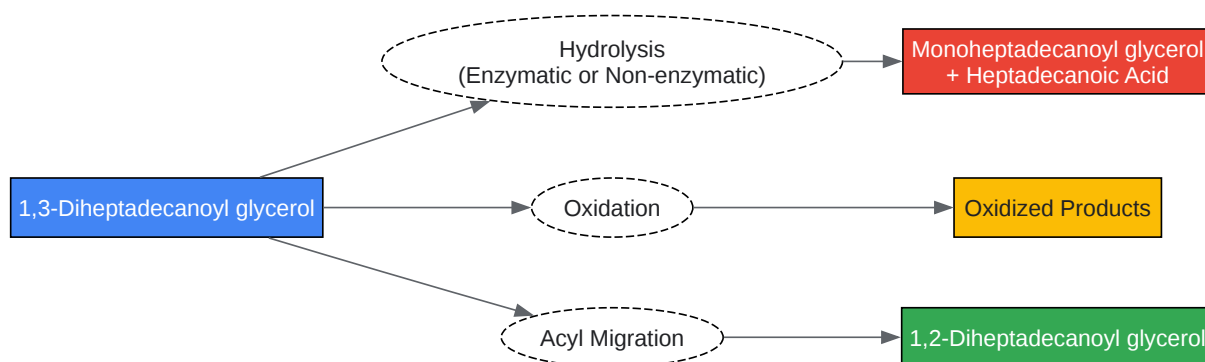 Hydrolysis
(Enzymatic or Non-enzymatic)
Monoheptadecanoyl glycerol
+ Heptadecanoic Acid
1,3-Diheptadecanoyl glycerol
Oxidation
Oxidized Products
Acyl Migration
1,2-Diheptadecanoyl glycerol